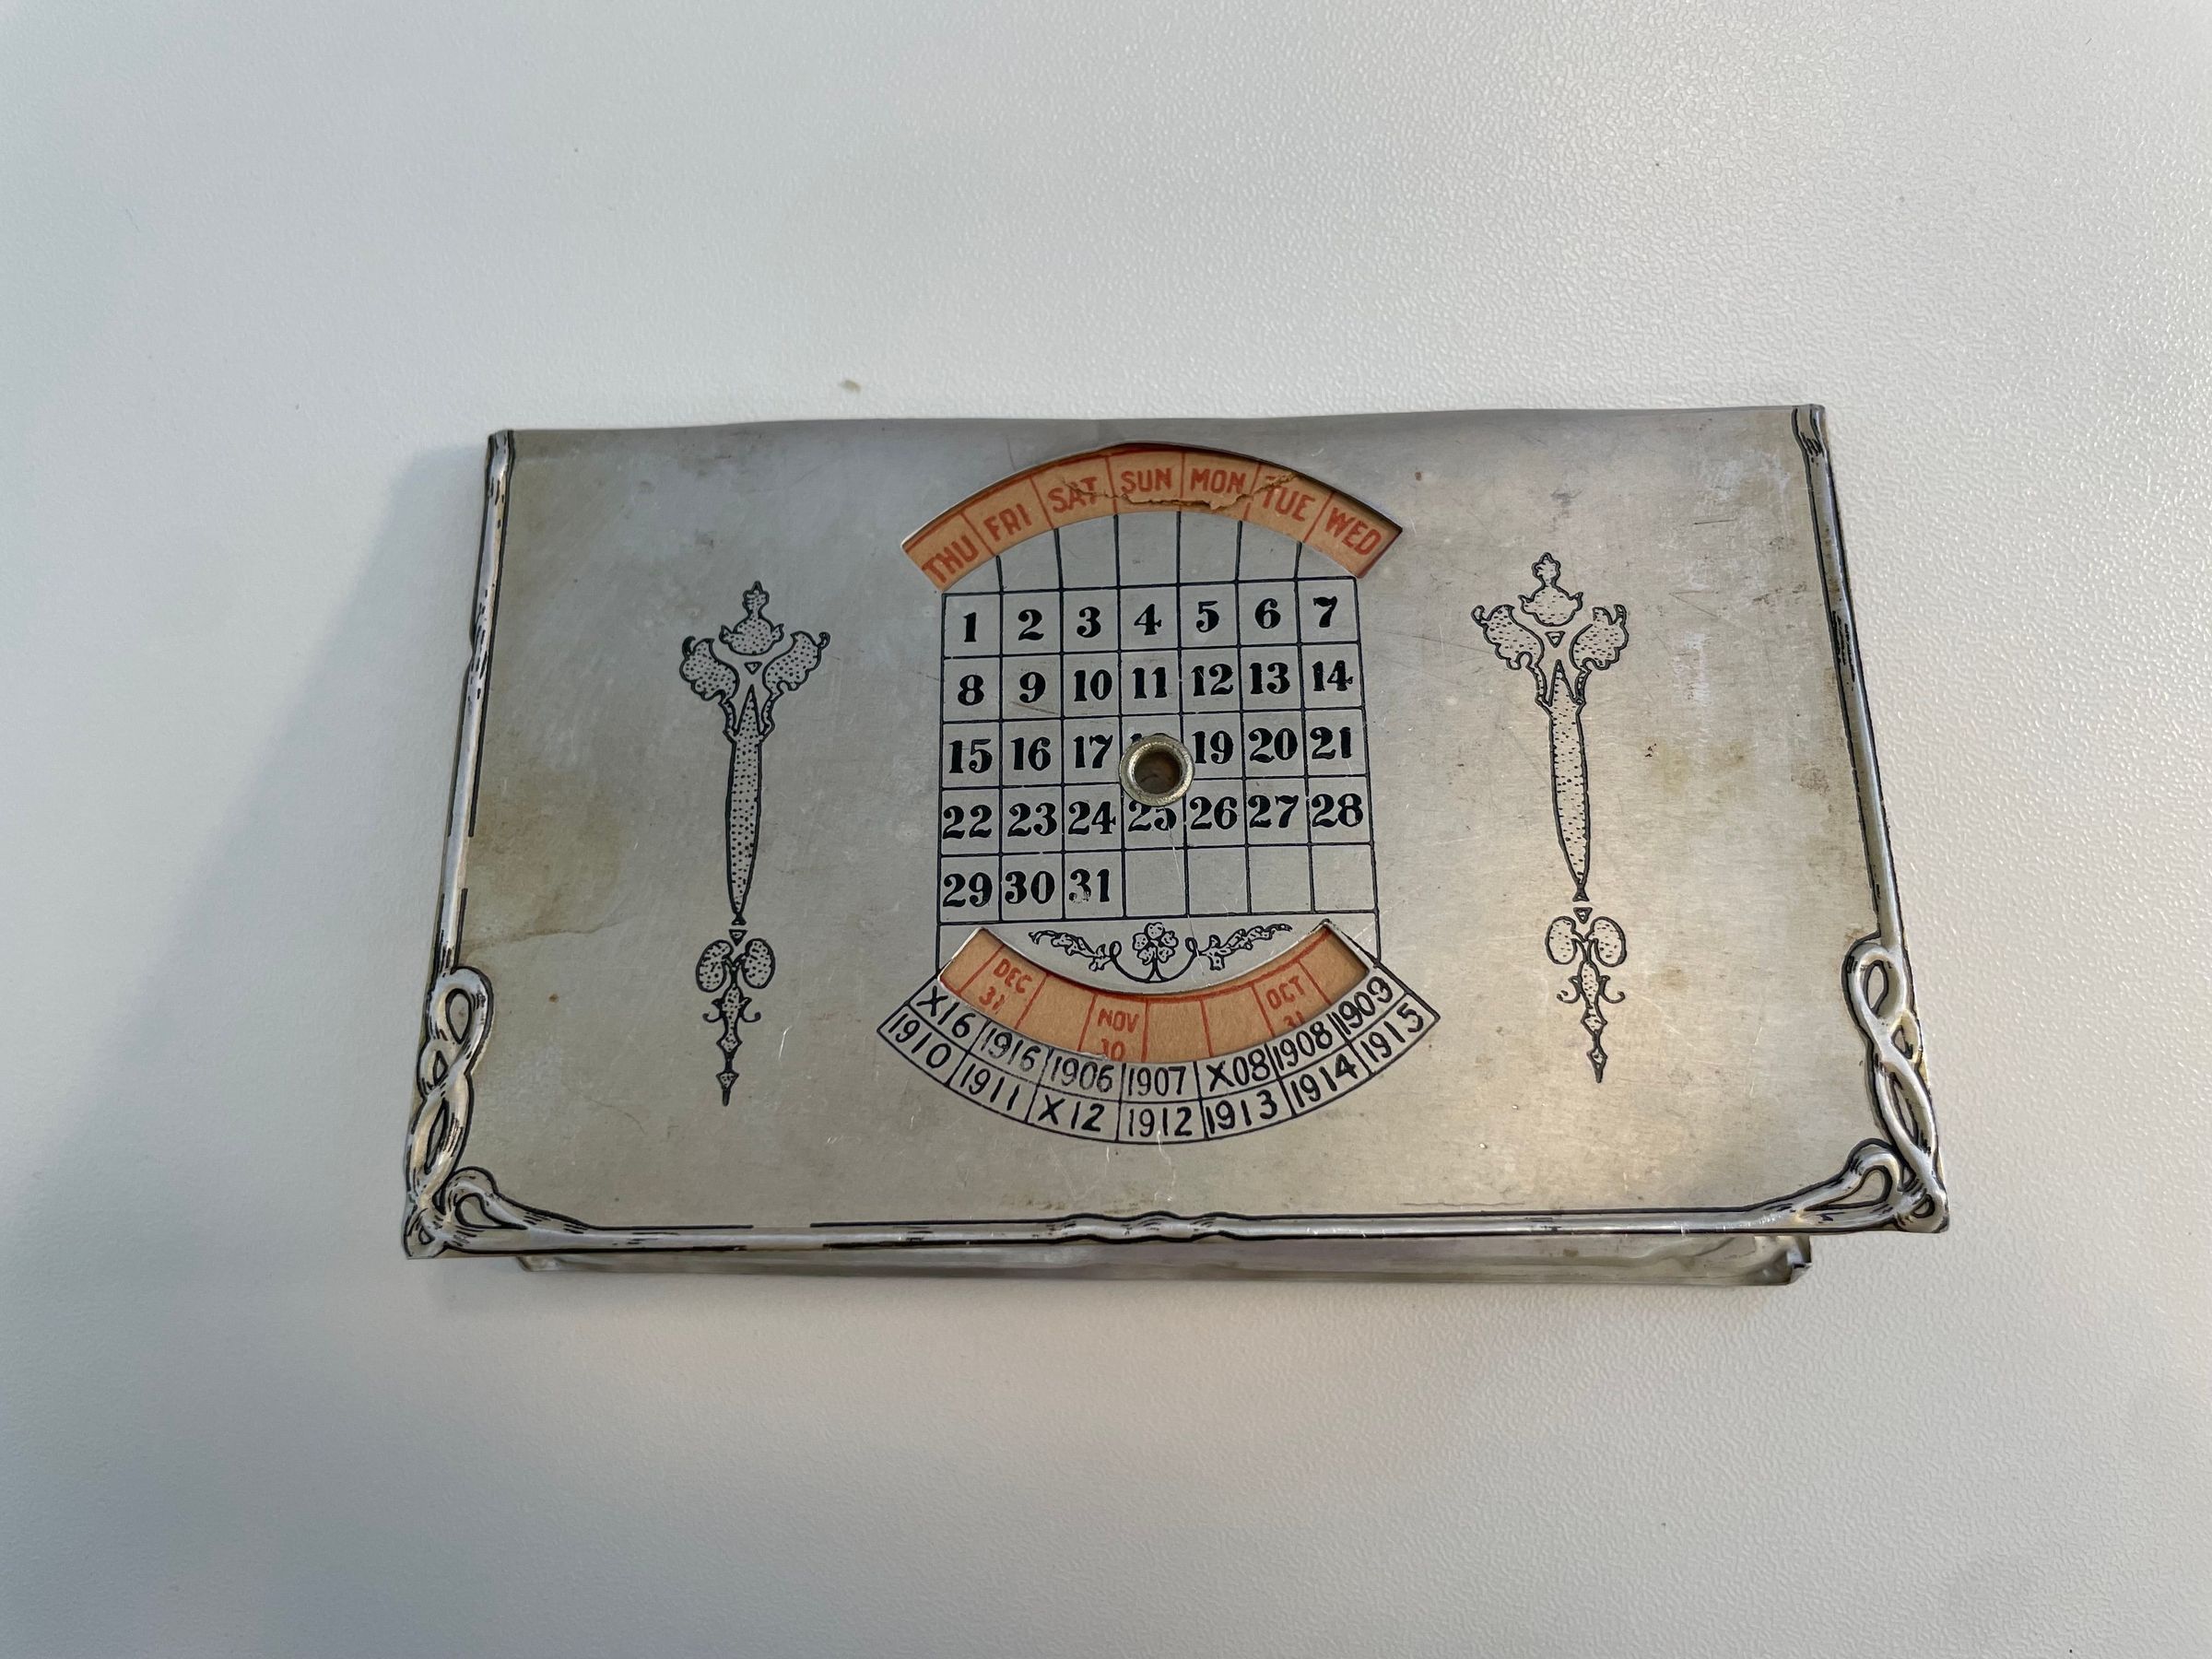 THU FRI SAT SUN MON TUE WED
1 2 3 4 5 6 7
8 9 10 11 12 13 14
15 16 17 19 20 21
22 23 24 25 26 27 28
29 30 31
DEC NOV OCT
31 30 31
X16 1916 1906 1907 X08 1908 1909
1910 1911 X12 1912 1913 1914 1915